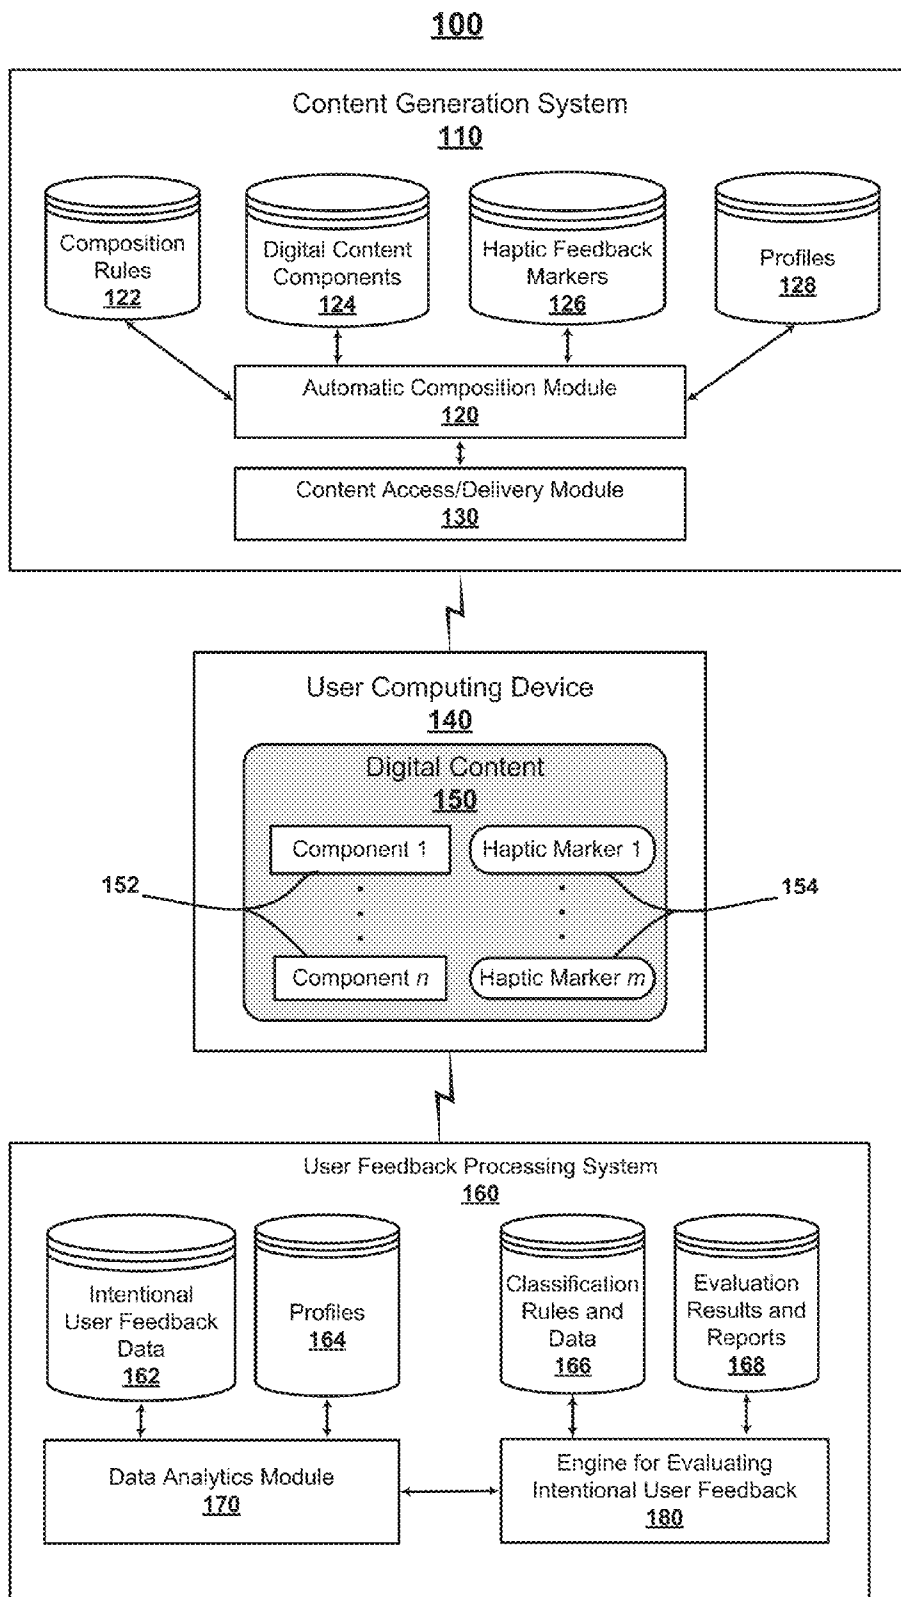 100
Content Generation System
110
Composition
Rules
122
Digital Content
Components
124
Haptic Feedback
Markers
126
Profiles
128
Automatic Composition Module
120
Content Access/Delivery Module
130
User Computing Device
140
Digital Content
150
Component 1
Haptic Marker 1
152
154
Component n
Haptic Marker m
User Feedback Processing System
160
Intentional
User Feedback
Data
162
Profiles
164
Classification
Rules and
Data
166
Evaluation
Results and
Reports
168
Data Analytics Module
170
Engine for Evaluating
Intentional User Feedback
180